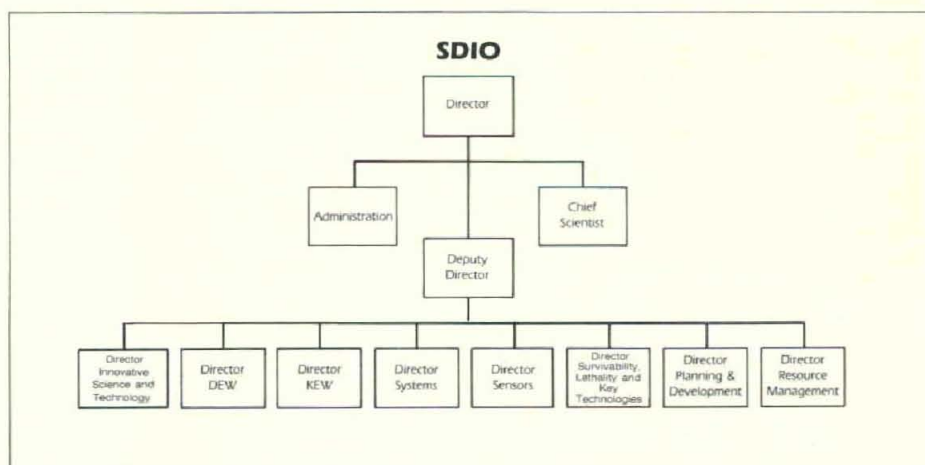 SDIO
Director
Administration
Chief
Scientist
Deputy
Director
Director
Innovative
Science and
Technology
Director
DEW
Director
KEW
Director
Systems
Director
Sensors
Director
Survivability,
Lethality and
Key
Technologies
Director
Planning &
Development
Director
Resource
Management